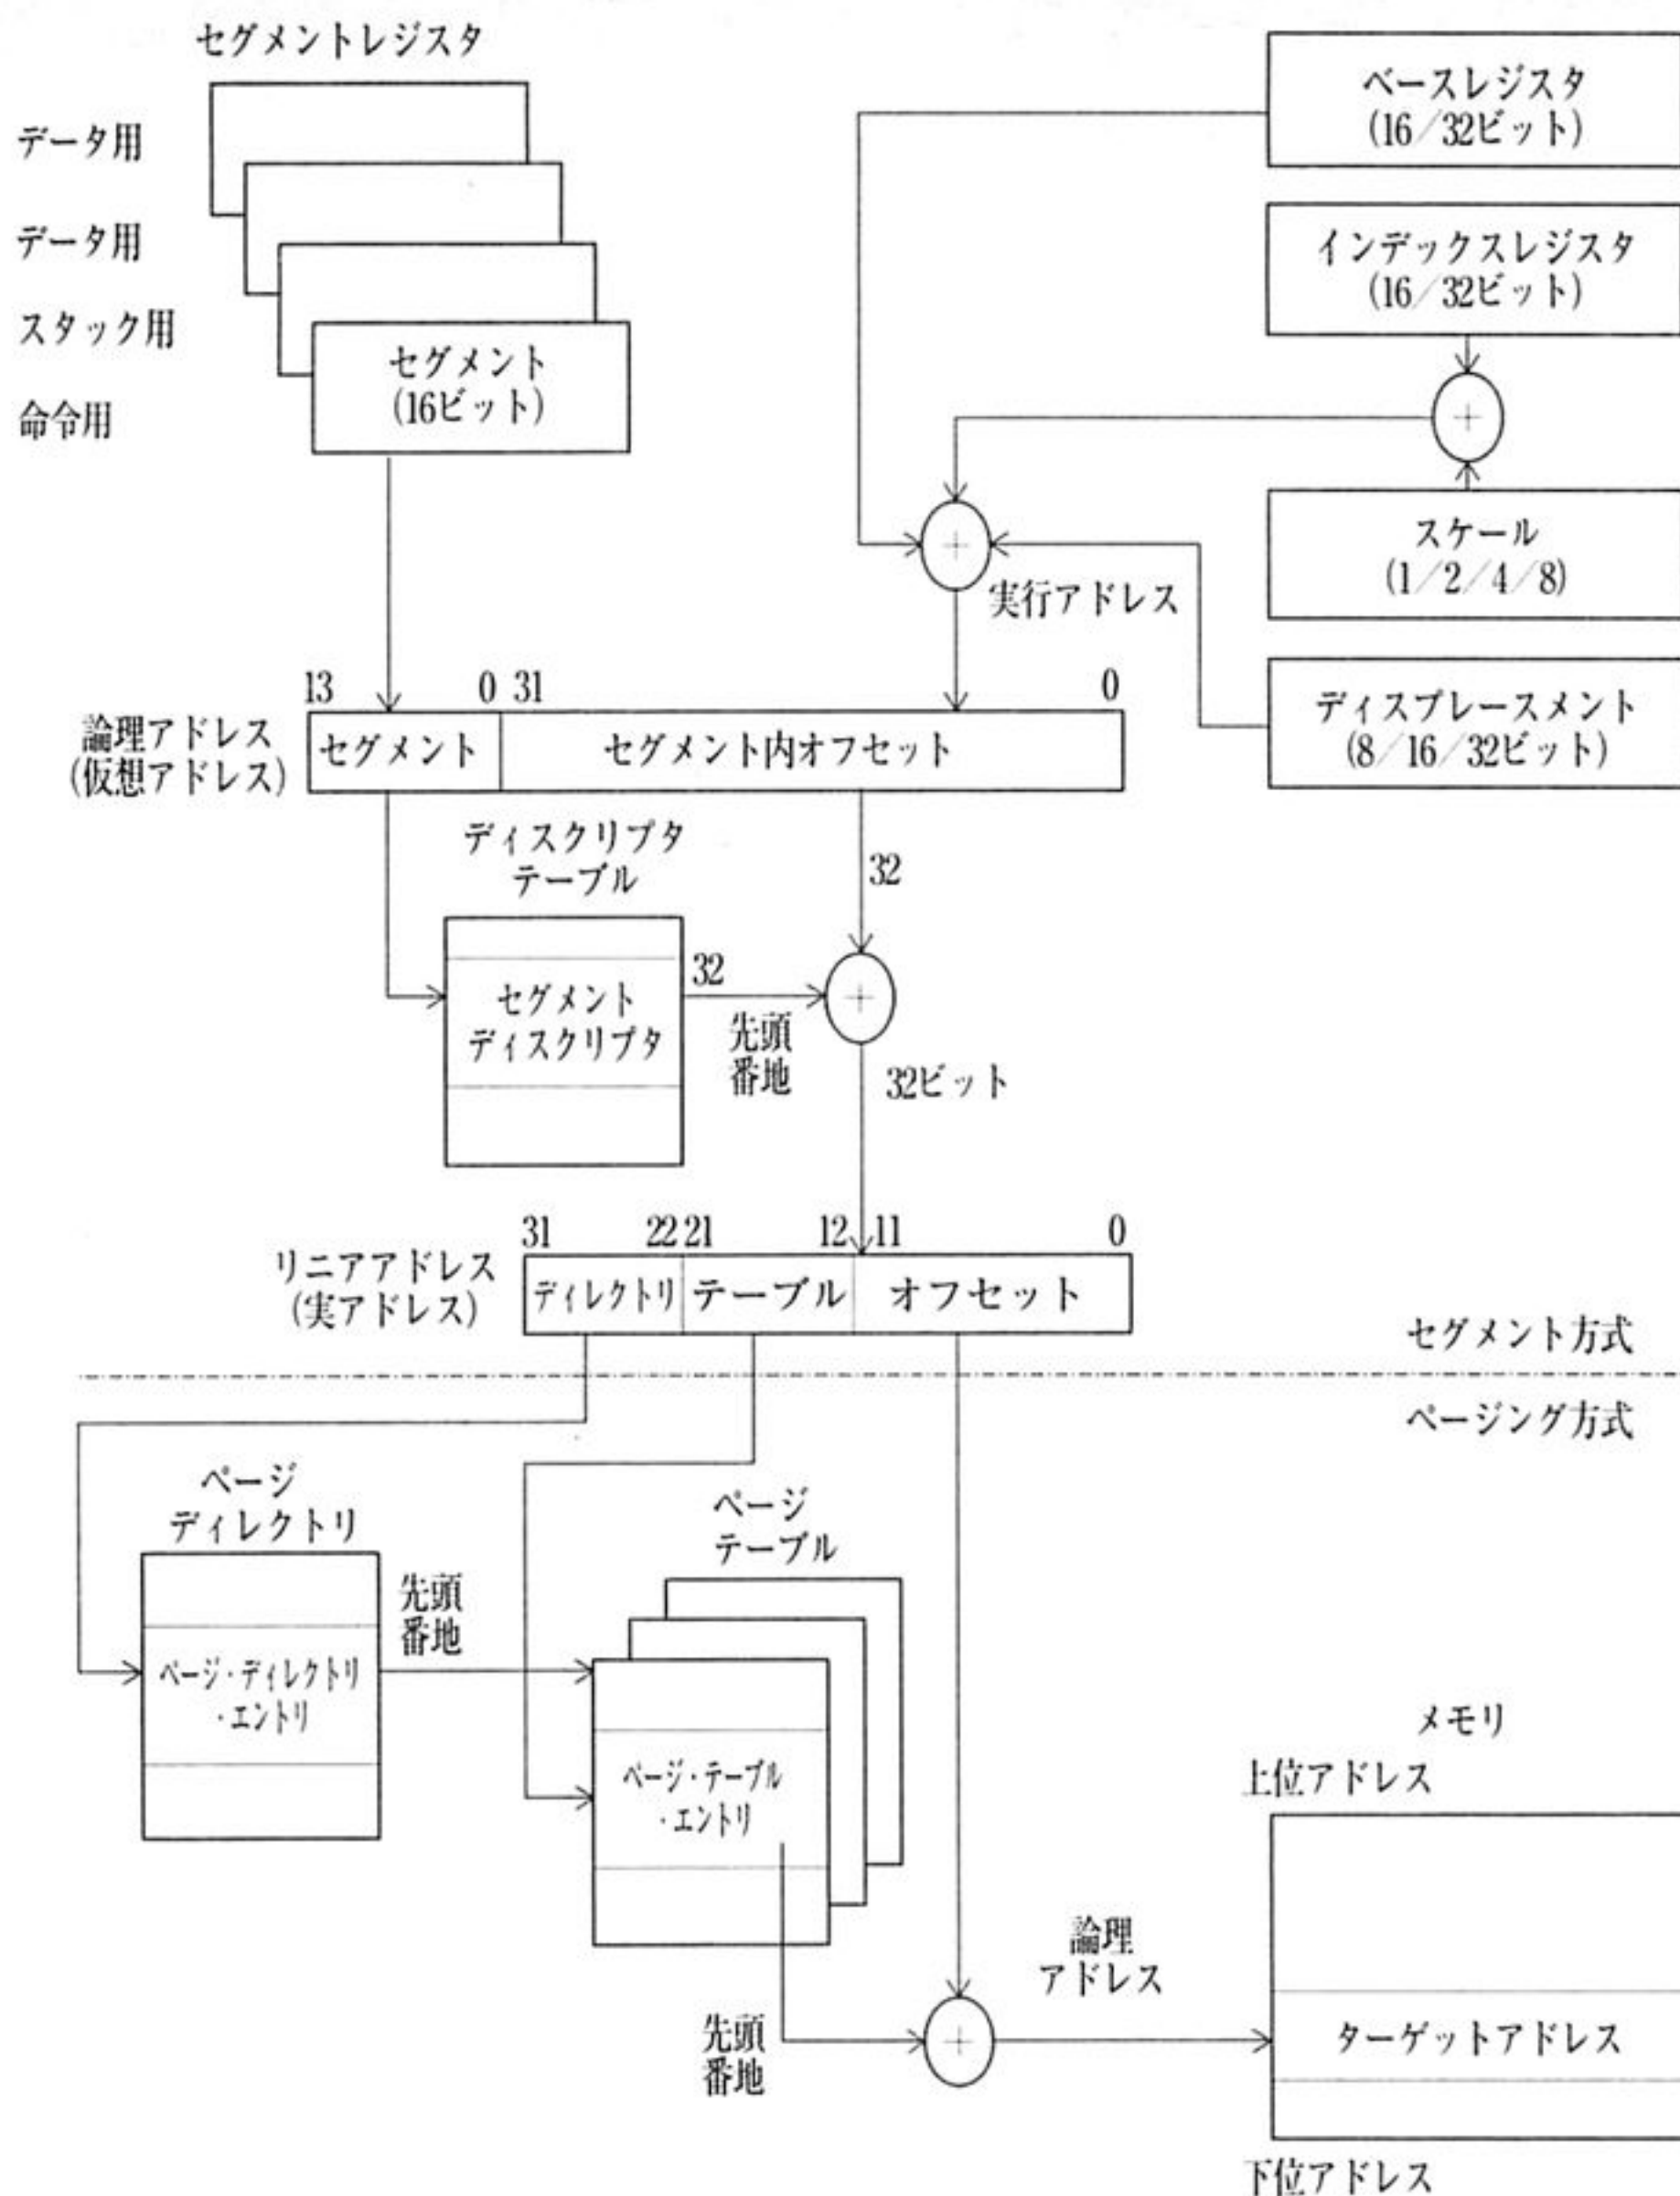 セグメントレジスタ
データ用
データ用
スタック用
命令用
セグメント
(16ビット)
ベースレジスタ
(16/32ビット)
インデックスレジスタ
(16/32ビット)
+
スケール
(1/2/4/8)
+
実行アドレス
ディスプレースメント
(8/16/32ビット)
13 0 31 0
論理アドレス
(仮想アドレス)
セグメント
セグメント内オフセット
ディスクリプタ
テーブル
32
セグメント
ディスクリプタ
32
先頭
番地
+
32ビット
31 22 21 12 11 0
リニアアドレス
(実アドレス)
ディレクトリ
テーブル
オフセット
セグメント方式
ページング方式
ページ
ディレクトリ
ページ・ディレクトリ
・エントリ
先頭
番地
ページ
テーブル
ページ・テーブル
・エントリ
先頭
番地
+
論理
アドレス
メモリ
上位アドレス
ターゲットアドレス
下位アドレス